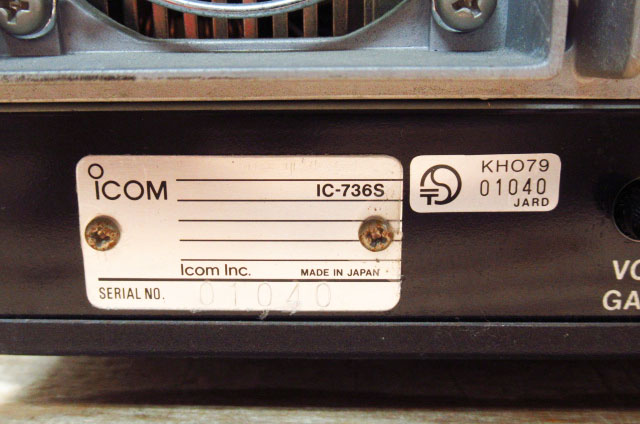 ICOM
IC-736S
Icom Inc.
MADE IN JAPAN
SERIAL NO. 01040
KH079
01040
JARD
VO
GA